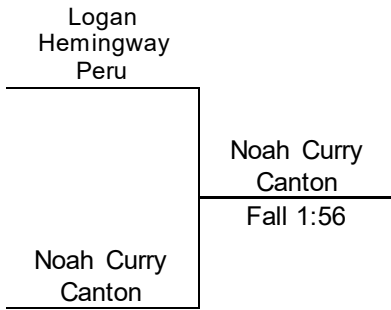 Logan
Hemingway
Peru
Noah Curry
Canton
Fall 1:56
Noah Curry
Canton